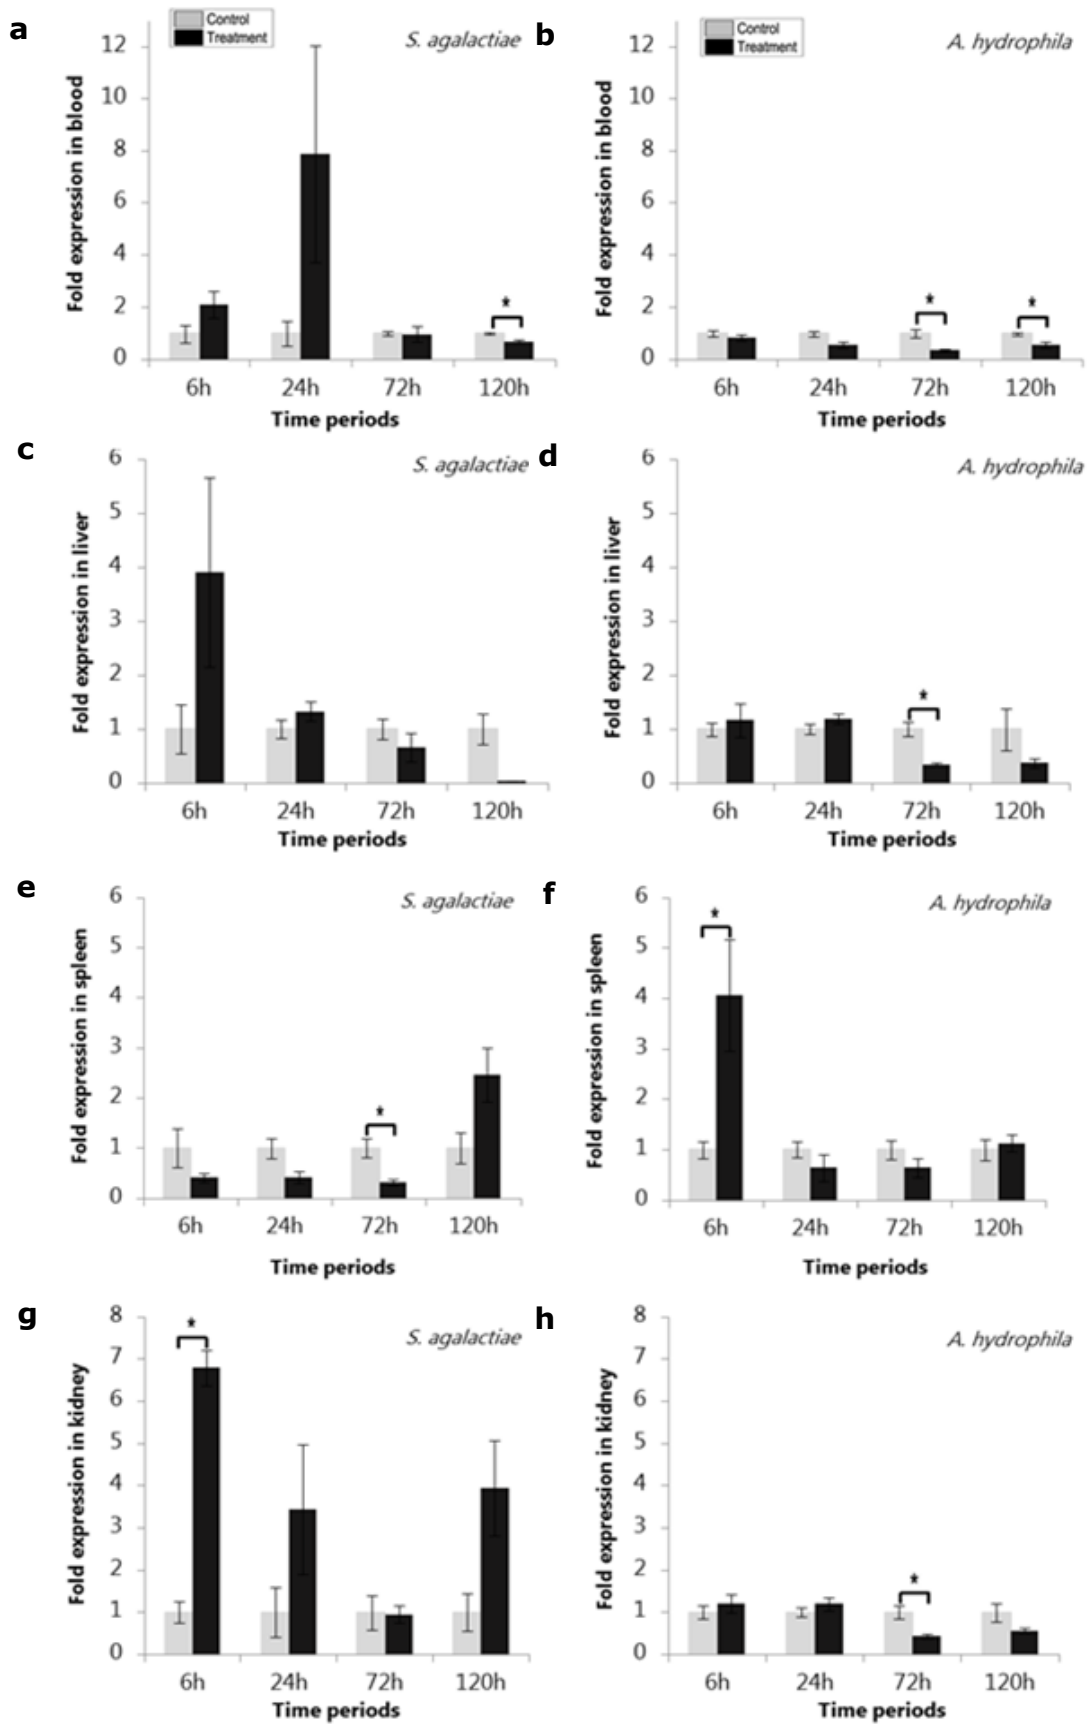 a
Control
Treatment
S. agalactiae
12
10
8
6
4
2
0
Fold expression in blood
*
6h 24h 72h 120h
Time periods
b
Control
Treatment
A. hydrophila
12
10
8
6
4
2
0
Fold expression in blood
* *
6h 24h 72h 120h
Time periods
c
S. agalactiae
6
5
4
3
2
1
0
Fold expression in liver
6h 24h 72h 120h
Time periods
d
A. hydrophila
6
5
4
3
2
1
0
Fold expression in liver
*
6h 24h 72h 120h
Time periods
e
S. agalactiae
6
5
4
3
2
1
0
Fold expression in spleen
*
6h 24h 72h 120h
Time periods
f
A. hydrophila
6
5
4
3
2
1
0
Fold expression in spleen
*
6h 24h 72h 120h
Time periods
g
S. agalactiae
8
7
6
5
4
3
2
1
0
Fold expression in kidney
*
6h 24h 72h 120h
Time periods
h
A. hydrophila
8
7
6
5
4
3
2
1
0
Fold expression in kidney
*
6h 24h 72h 120h
Time periods